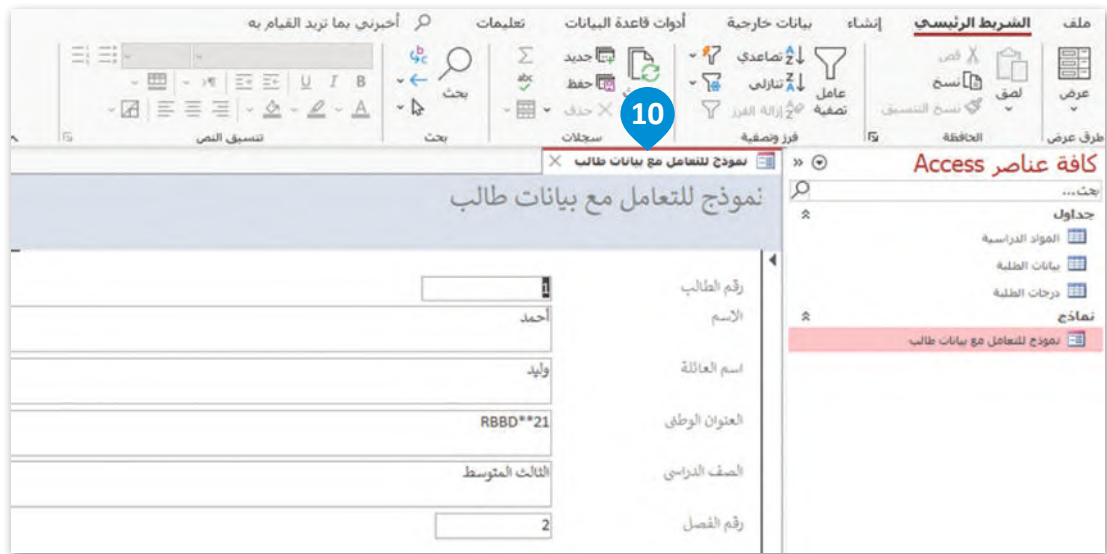 ملف الشريط الرئيسي إنشاء بيانات خارجية أدوات قاعدة البيانات تعليمات أخبرني بما تريد القيام به
عرض
لصق
قص
نسخ
نسخ التنسيق
عامل تصفية
تصاعدي
تنازلي
إزالة الفرز
جديد
حفظ
حذف
بحث
B I U
A
طرق عرض الحافظة فرز وتصفية سجلات بحث تنسيق النص
10
نموذج للتعامل مع بيانات طالب
كافة عناصر Access
بحث...
جداول
المواد الدراسية
بيانات الطلبة
درجات الطلبة
نماذج
نموذج للتعامل مع بيانات طالب
نموذج للتعامل مع بيانات طالب
رقم الطالب 1
الاسم أحمد
اسم العائلة وليد
العنوان الوطني RBBD**21
الصف الدراسي الثالث المتوسط
رقم الفصل 2